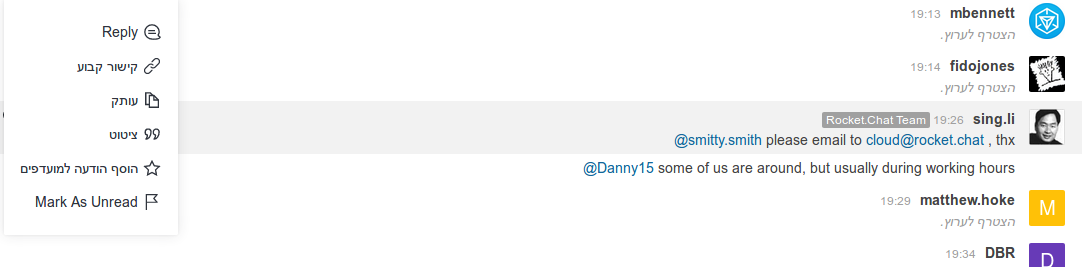 Reply
קישור קבוע
עותק
ציטוט
הוסף הודעה למועדפים
Mark As Unread
mbennett 19:13
הצטרף לערוץ.
fidojones 19:14
הצטרף לערוץ.
sing.li 19:26 Rocket.Chat Team
@smitty.smith please email to cloud@rocket.chat , thx
@Danny15 some of us are around, but usually during working hours
matthew.hoke 19:29
הצטרף לערוץ.
M
DBR 19:34
D